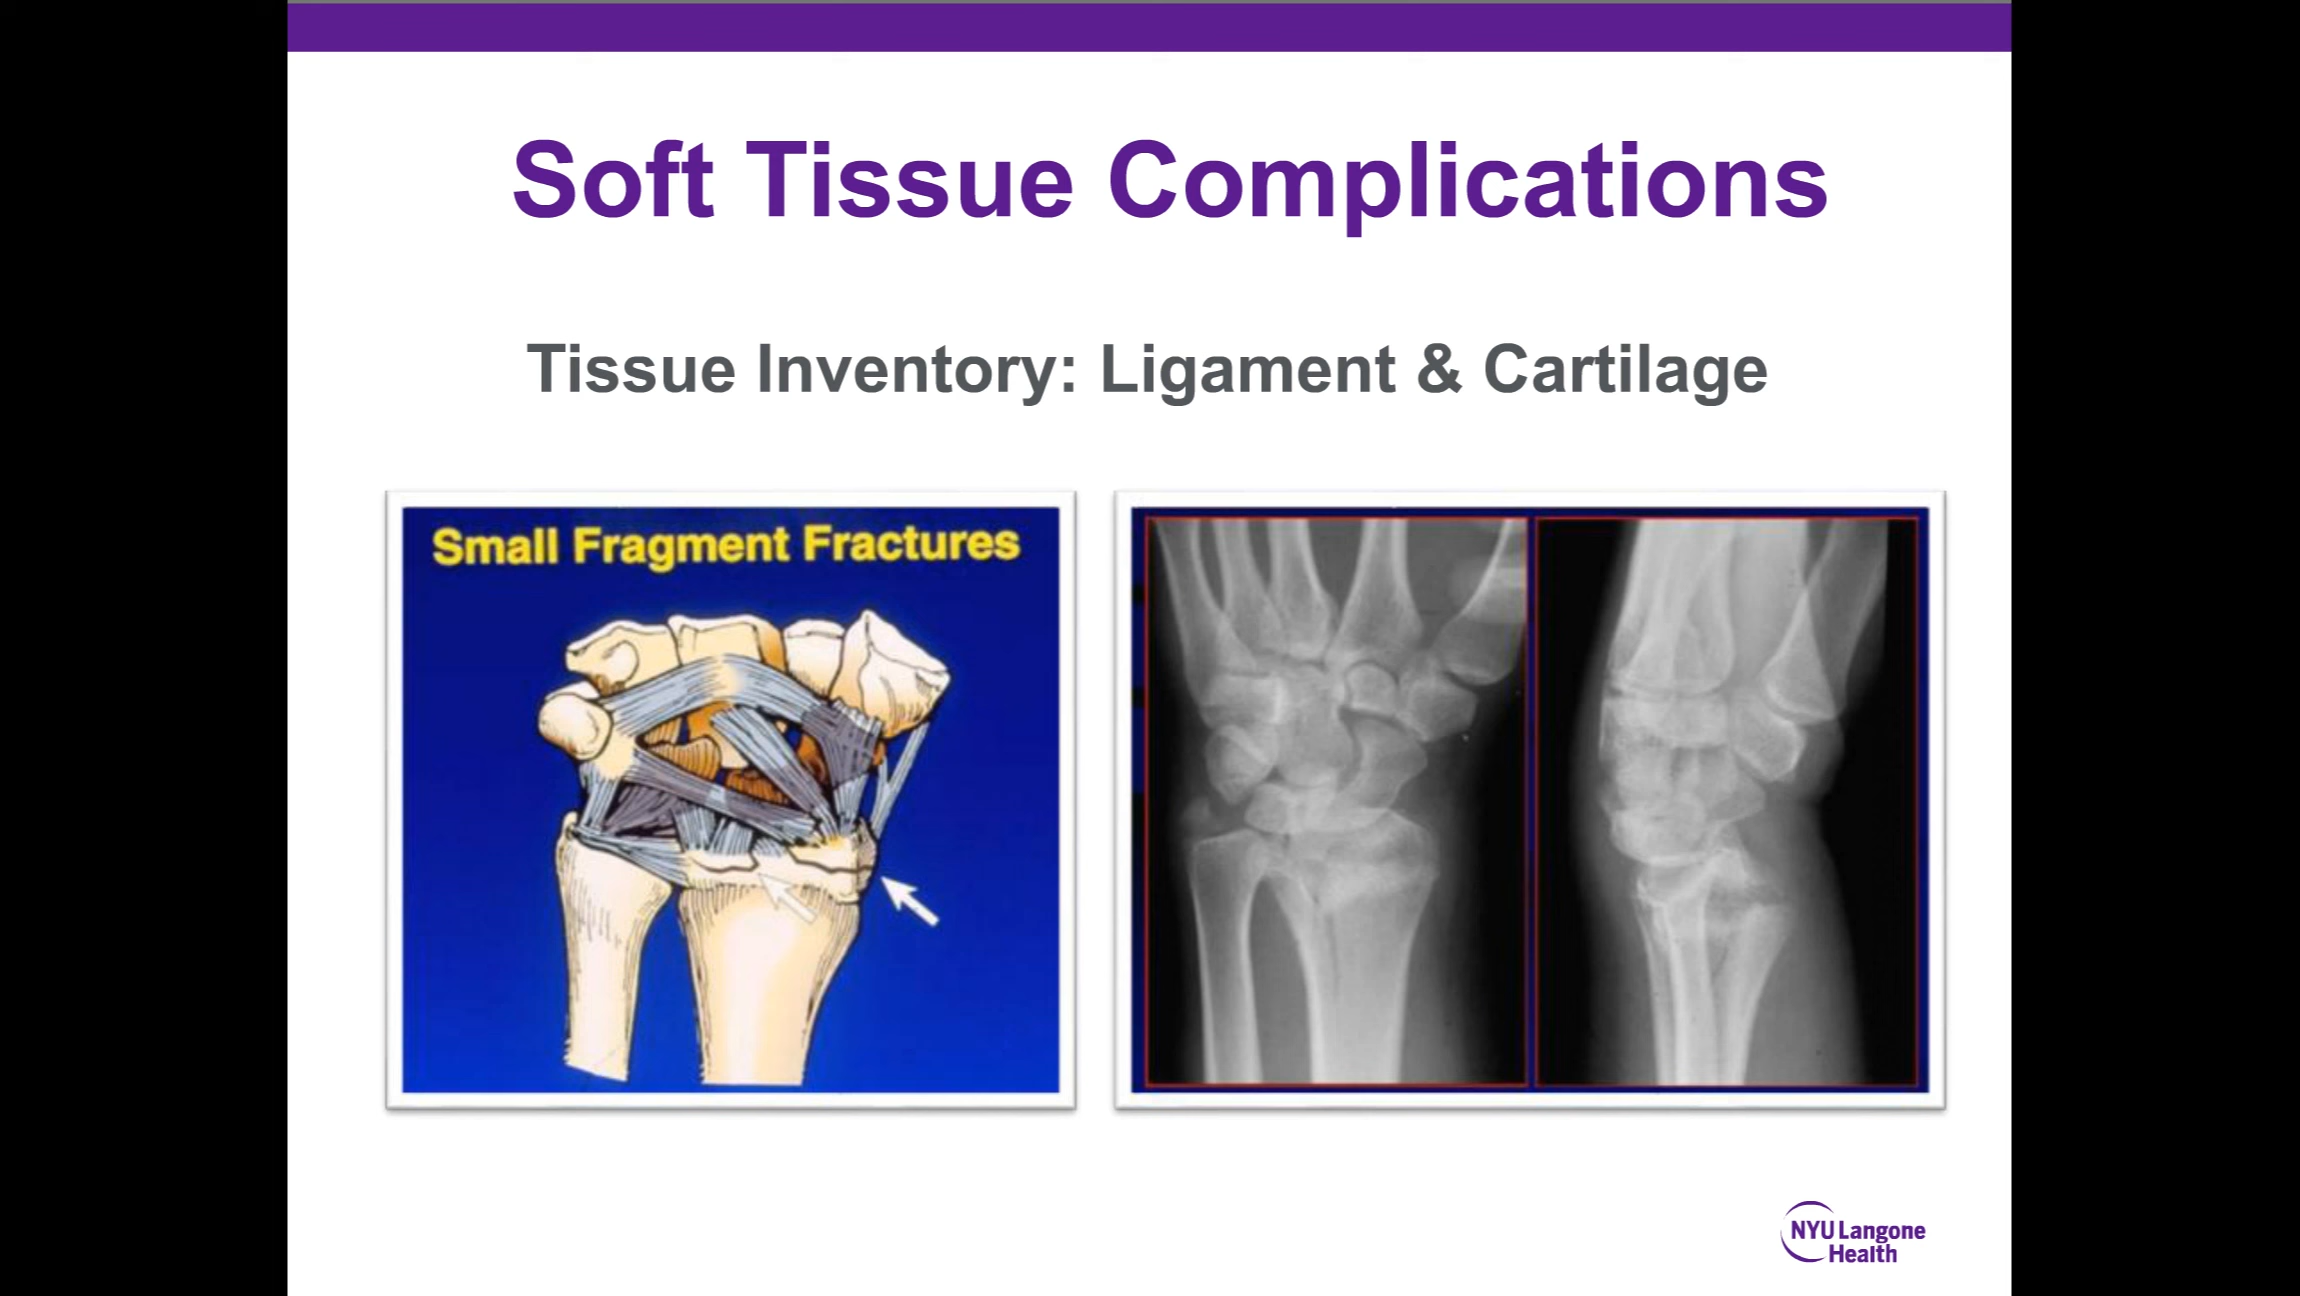 Soft Tissue Complications
Tissue Inventory: Ligament & Cartilage
Small Fragment Fractures
NYU Langone
Health